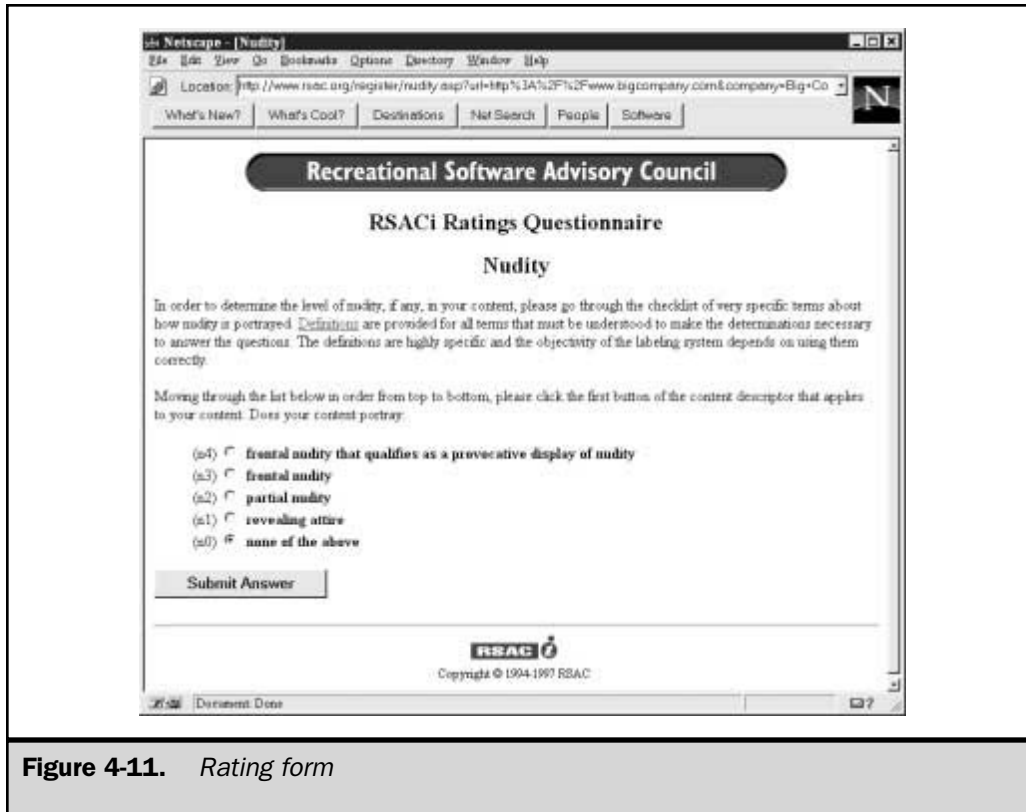 Netscape - [Nudity]
File Edit View Go Bookmarks Options Directory Window Help
Location: http://www.rsac.org/register/nudity.asp?url=http%3A%2F%2Fwww.bigcompany.com&company=Big+Co
N
What's New? What's Cool? Destinations Net Search People Software
Recreational Software Advisory Council
RSACi Ratings Questionnaire
Nudity
In order to determine the level of nudity, if any, in your content, please go through the checklist of very specific terms about
how nudity is portrayed. Definitions are provided for all terms that must be understood to make the determinations necessary
to answer the questions. The definitions are highly specific and the objectivity of the labeling system depends on using them
correctly.
Moving through the list below in order from top to bottom, please click the first button of the content descriptor that applies
to your content. Does your content portray:
(n4) frontal nudity that qualifies as a provocative display of nudity
(n3) frontal nudity
(n2) partial nudity
(n1) revealing attire
(n0) none of the above
Submit Answer
RSAC i
Copyright © 1994-1997 RSAC
Document: Done
Figure 4-11. Rating form